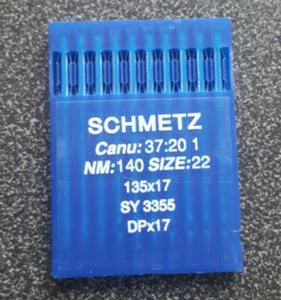 SCHMETZ
Canu: 37:20 1
NM:140 SIZE:22
135x17
SY 3355
DPx17